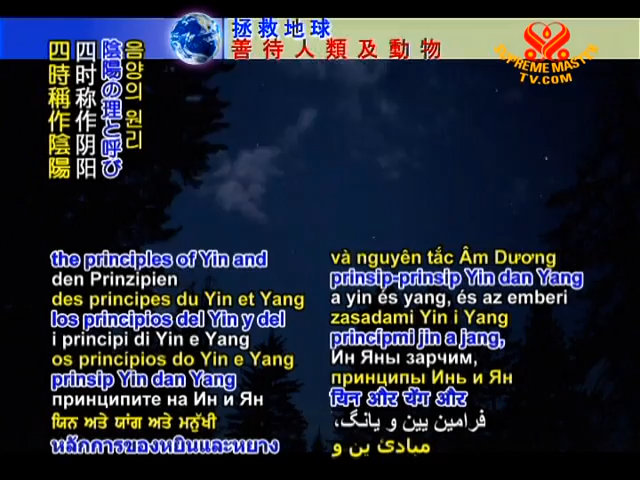 拯救地球
善待人類及動物
SUPREME MASTER
TV.COM
음양의 원리
陰陽の理と呼び
四时称作阴阳
四時稱作陰陽
the principles of Yin and
den Prinzipien
des principes du Yin et Yang
los principios del Yin y del
i principi di Yin e Yang
os princípios do Yin e Yang
prinsip Yin dan Yang
принципите на Ин и Ян
ਯਿਨ ਅਤੇ ਯਾਂਗ ਅਤੇ ਮਨੁੱਖੀ
หลักการของหยินและหยาง
và nguyên tắc Âm Dương
prinsip-prinsip Yin dan Yang
a yin és yang, és az emberi
zasadami Yin i Yang
princípmi jin a jang,
Ин Яны зарчим,
принципы Инь и Ян
यिन और यैंग और
فرامین یین و یانگ،
مبادئ ين و